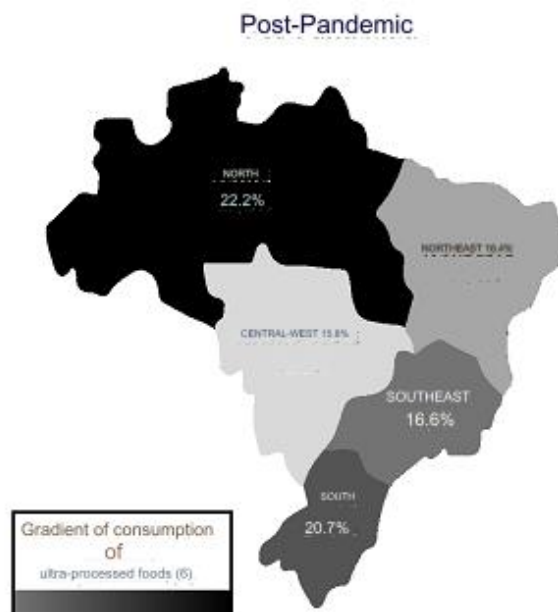 Post-Pandemic
NORTH
22.2%
NORTHEAST 16.4%
CENTRAL-WEST 15.6%
SOUTHEAST
16.6%
SOUTH
20.7%
Gradient of consumption
of
ultra-processed foods (6)